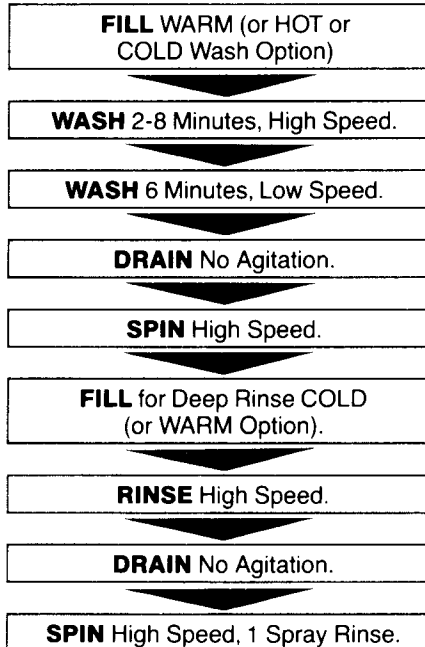 FILL WARM (or HOT or
COLD Wash Option)
WASH 2-8 Minutes, High Speed.
WASH 6 Minutes, Low Speed.
DRAIN No Agitation.
SPIN High Speed.
FILL for Deep Rinse COLD
(or WARM Option).
RINSE High Speed.
DRAIN No Agitation.
SPIN High Speed, 1 Spray Rinse.